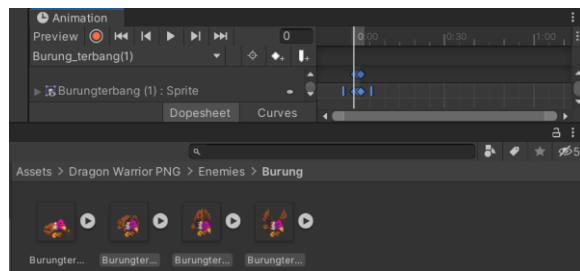 Animation
Preview 0 0:00 0:30 1:00
Burung_terbang(1)
Burungterbang (1) : Sprite
Dopesheet Curves
5
Assets > Dragon Warrior PNG > Enemies > Burung
Burungter... Burungter... Burungter... Burungter...